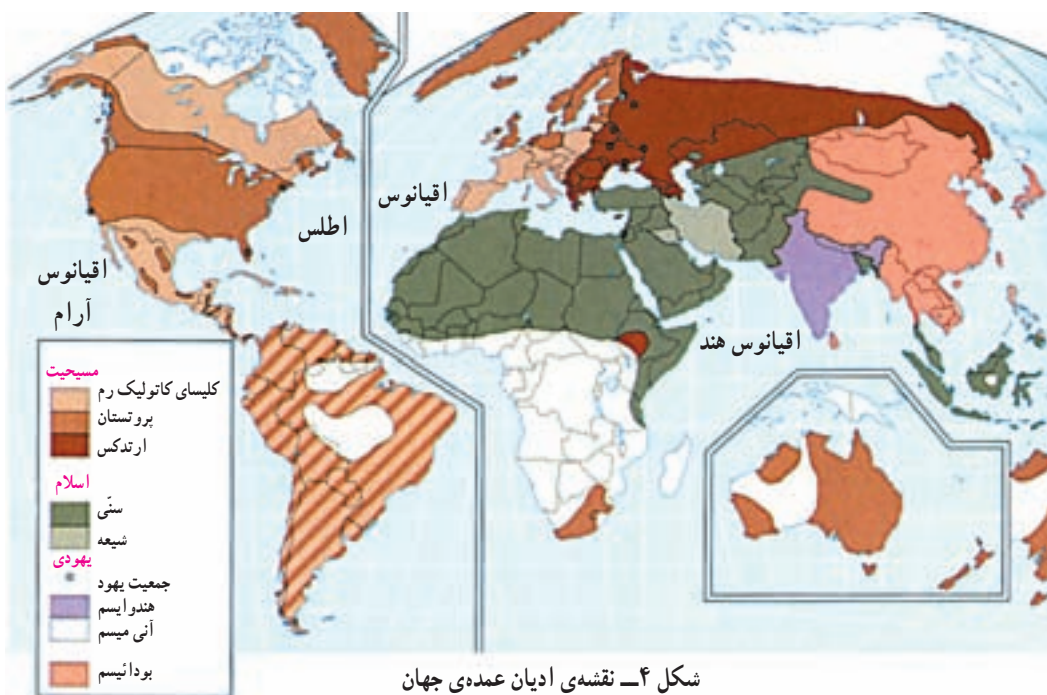 اقیانوس
اطلس
اقیانوس
آرام
اقیانوس هند
مسیحیت
کلیسای کاتولیک رم
پروتستان
ارتدکس
اسلام
سنّی
شیعه
یهودی
جمعیت یهود
هندوایسم
آنی میسم
بودائیسم
شکل ۴ــ نقشه‌ی ادیان عمده‌ی جهان